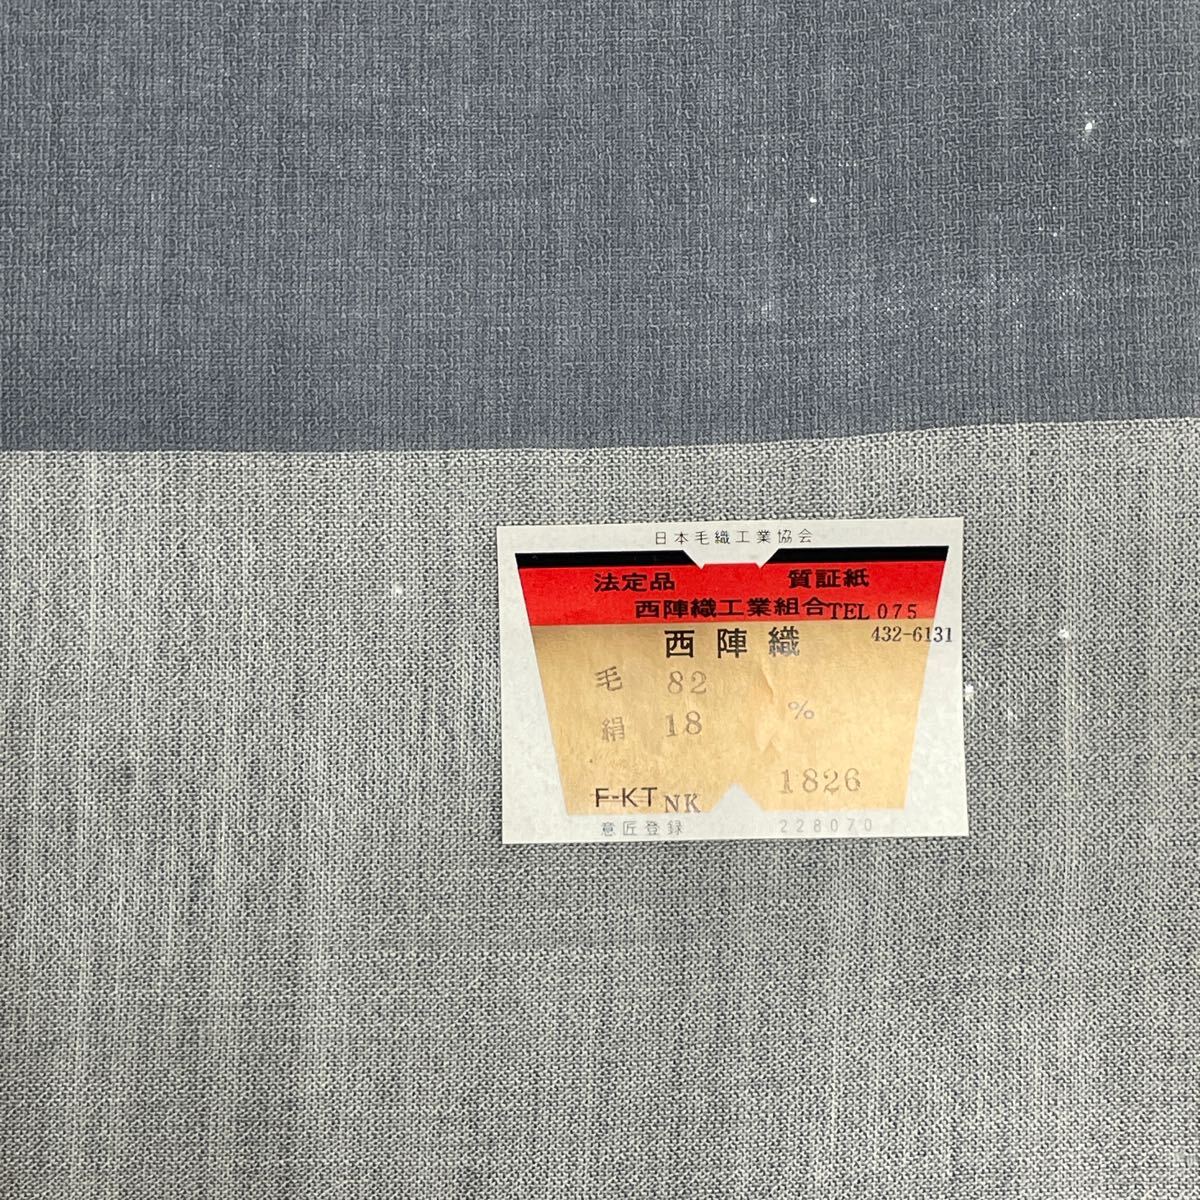 日本毛織工業協会
法定品 質証紙
西陣織工業組合TEL 075
432-6131
西陣織
毛 82
絹 18 %
F-KT NK 1826
意匠登録 228070